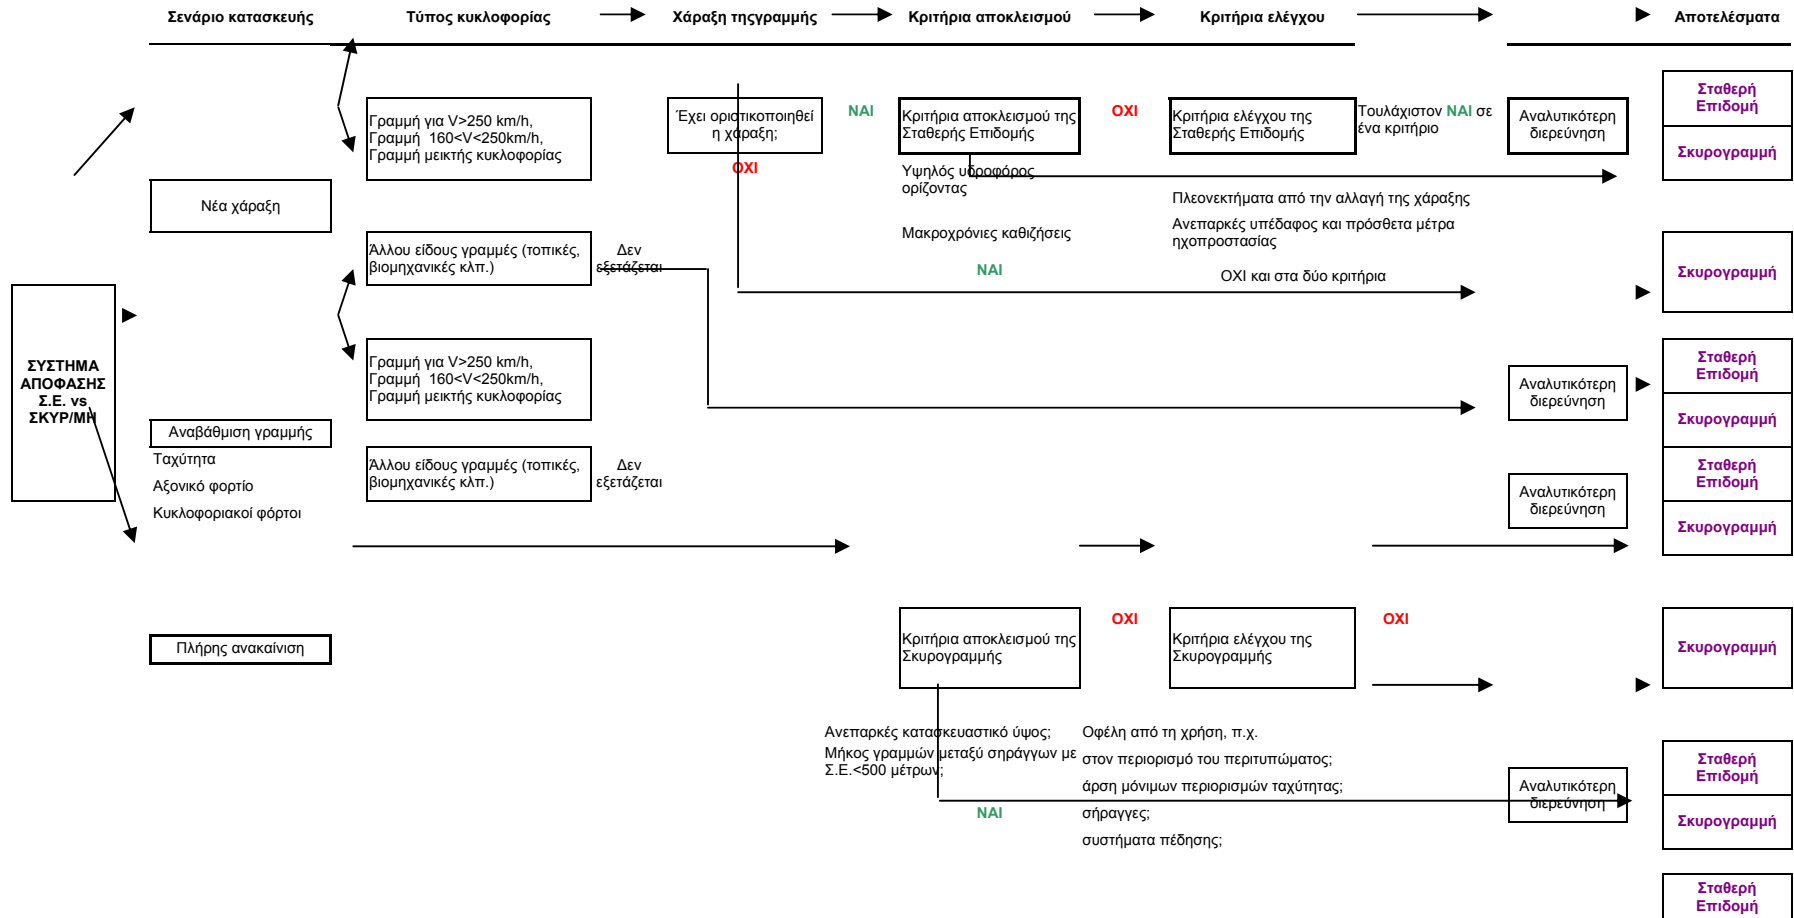 Σενάριο κατασκευής
Τύπος κυκλοφορίας
Χάραξη τηςγραμμής
Κριτήρια αποκλεισμού
Κριτήρια ελέγχου
Αποτελέσματα
Γραμμή για V>250 km/h,
Γραμμή 160<V<250km/h,
Γραμμή μεικτής κυκλοφορίας
Έχει οριστικοποιηθεί
η χάραξη;
ΝΑΙ
ΟΧΙ
Κριτήρια αποκλεισμού της
Σταθερής Επιδομής
ΟΧΙ
Κριτήρια ελέγχου της
Σταθερής Επιδομής
Τουλάχιστον ΝΑΙ σε
ένα κριτήριο
Αναλυτικότερη
διερεύνηση
Σταθερή
Επιδομή
Σκυρογραμμή
Νέα χάραξη
Υψηλός υδροφόρος
ορίζοντας
Μακροχρόνιες καθιζήσεις
ΝΑΙ
Πλεονεκτήματα από την αλλαγή της χάραξης
Ανεπαρκές υπέδαφος και πρόσθετα μέτρα
ηχοπροστασίας
ΟΧΙ και στα δύο κριτήρια
Άλλου είδους γραμμές (τοπικές,
βιομηχανικές κλπ.)
Δεν
εξετάζεται
Σκυρογραμμή
ΣΥΣΤΗΜΑ
ΑΠΟΦΑΣΗΣ
Σ.Ε. vs
ΣΚΥΡ/ΜΗ
Γραμμή για V>250 km/h,
Γραμμή 160<V<250km/h,
Γραμμή μεικτής κυκλοφορίας
Αναλυτικότερη
διερεύνηση
Σταθερή
Επιδομή
Σκυρογραμμή
Αναβάθμιση γραμμής
Ταχύτητα
Αξονικό φορτίο
Κυκλοφοριακοί φόρτοι
Άλλου είδους γραμμές (τοπικές,
βιομηχανικές κλπ.)
Δεν
εξετάζεται
Αναλυτικότερη
διερεύνηση
Σταθερή
Επιδομή
Σκυρογραμμή
Πλήρης ανακαίνιση
Κριτήρια αποκλεισμού της
Σκυρογραμμής
ΟΧΙ
Κριτήρια ελέγχου της
Σκυρογραμμής
ΟΧΙ
Σκυρογραμμή
Ανεπαρκές κατασκευαστικό ύψος;
Μήκος γραμμών μεταξύ σηράγγων με
Σ.Ε.<500 μέτρων;
ΝΑΙ
Οφέλη από τη χρήση, π.χ.
στον περιορισμό του περιτυπώματος;
άρση μόνιμων περιορισμών ταχύτητας;
σήραγγες;
συστήματα πέδησης;
Αναλυτικότερη
διερεύνηση
Σταθερή
Επιδομή
Σκυρογραμμή
Σταθερή
Επιδομή